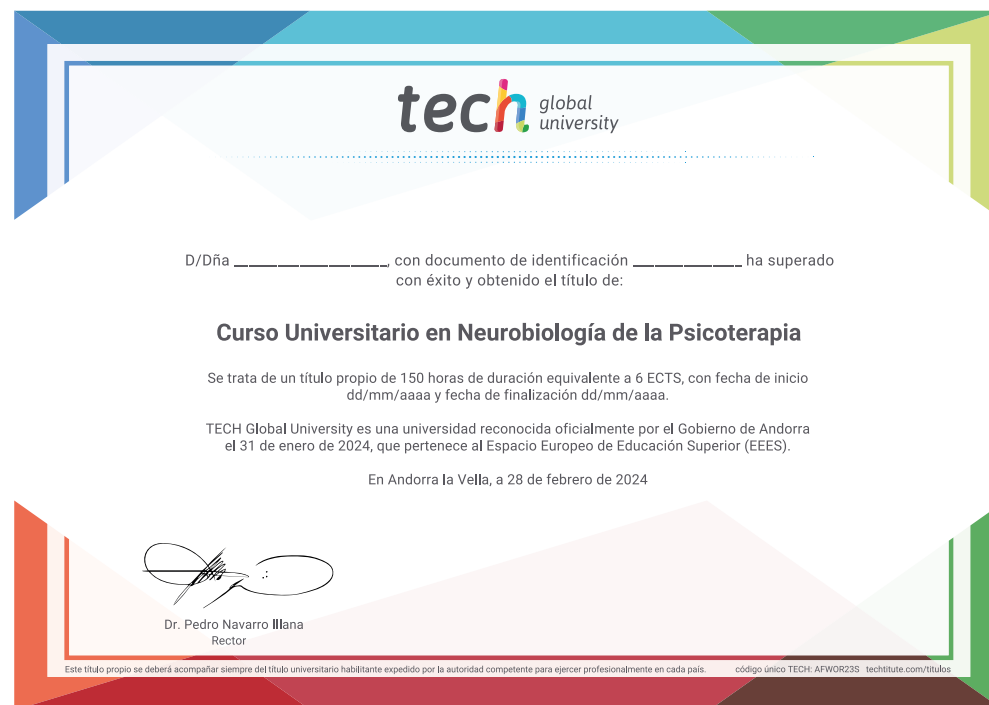 tech global
university
D/Dña ______________________, con documento de identificación _______________ ha superado
con éxito y obtenido el título de:
Curso Universitario en Neurobiología de la Psicoterapia
Se trata de un título propio de 150 horas de duración equivalente a 6 ECTS, con fecha de inicio
dd/mm/aaaa y fecha de finalización dd/mm/aaaa.
TECH Global University es una universidad reconocida oficialmente por el Gobierno de Andorra
el 31 de enero de 2024, que pertenece al Espacio Europeo de Educación Superior (EEES).
En Andorra la Vella, a 28 de febrero de 2024
Dr. Pedro Navarro Illana
Rector
Este título propio se deberá acompañar siempre del título universitario habilitante expedido por la autoridad competente para ejercer profesionalmente en cada país. código único TECH: AFWOR23S techtitute.com/titulos